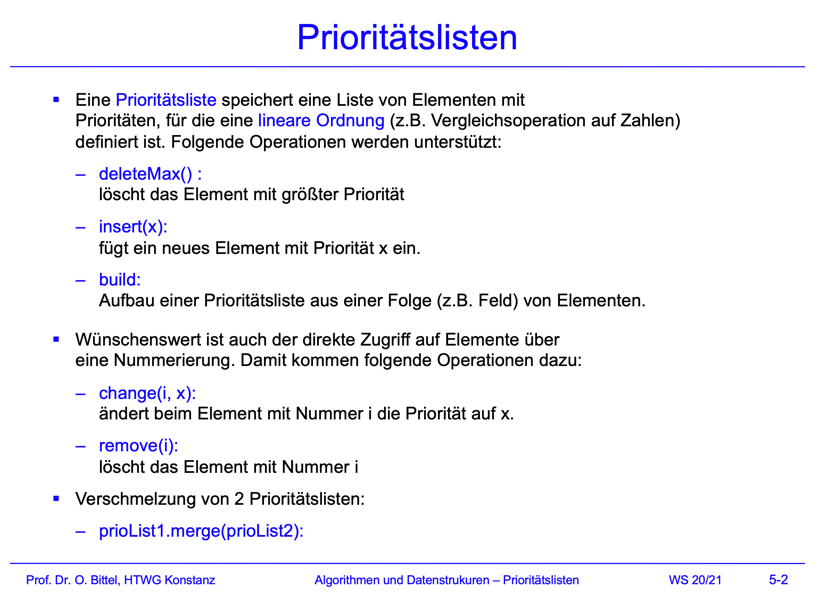 Prioritätslisten
▪ Eine Prioritätsliste speichert eine Liste von Elementen mit
Prioritäten, für die eine lineare Ordnung (z.B. Vergleichsoperation auf Zahlen)
definiert ist. Folgende Operationen werden unterstützt:
– deleteMax() :
löscht das Element mit größter Priorität
– insert(x):
fügt ein neues Element mit Priorität x ein.
– build:
Aufbau einer Prioritätsliste aus einer Folge (z.B. Feld) von Elementen.
▪ Wünschenswert ist auch der direkte Zugriff auf Elemente über
eine Nummerierung. Damit kommen folgende Operationen dazu:
– change(i, x):
ändert beim Element mit Nummer i die Priorität auf x.
– remove(i):
löscht das Element mit Nummer i
▪ Verschmelzung von 2 Prioritätslisten:
– prioList1.merge(prioList2):
Prof. Dr. O. Bittel, HTWG Konstanz Algorithmen und Datenstrukuren – Prioritätslisten WS 20/21 5-2